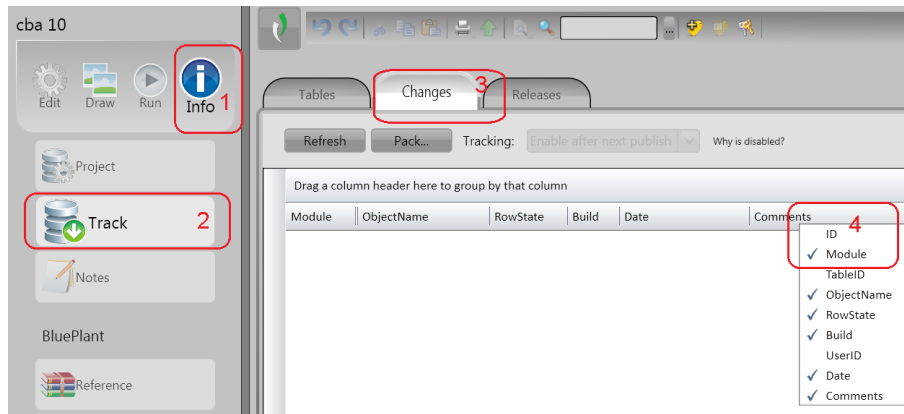 cba 10
Edit
Draw
Run
Info
1
Project
Track
2
Notes
BluePlant
Reference
...
Tables
Changes
3
Releases
Refresh
Pack...
Tracking:
Enable after next publish
Why is disabled?
Drag a column header here to group by that column
Module ObjectName RowState Build Date Comments
4
ID
Module
TableID
ObjectName
RowState
Build
UserID
Date
Comments